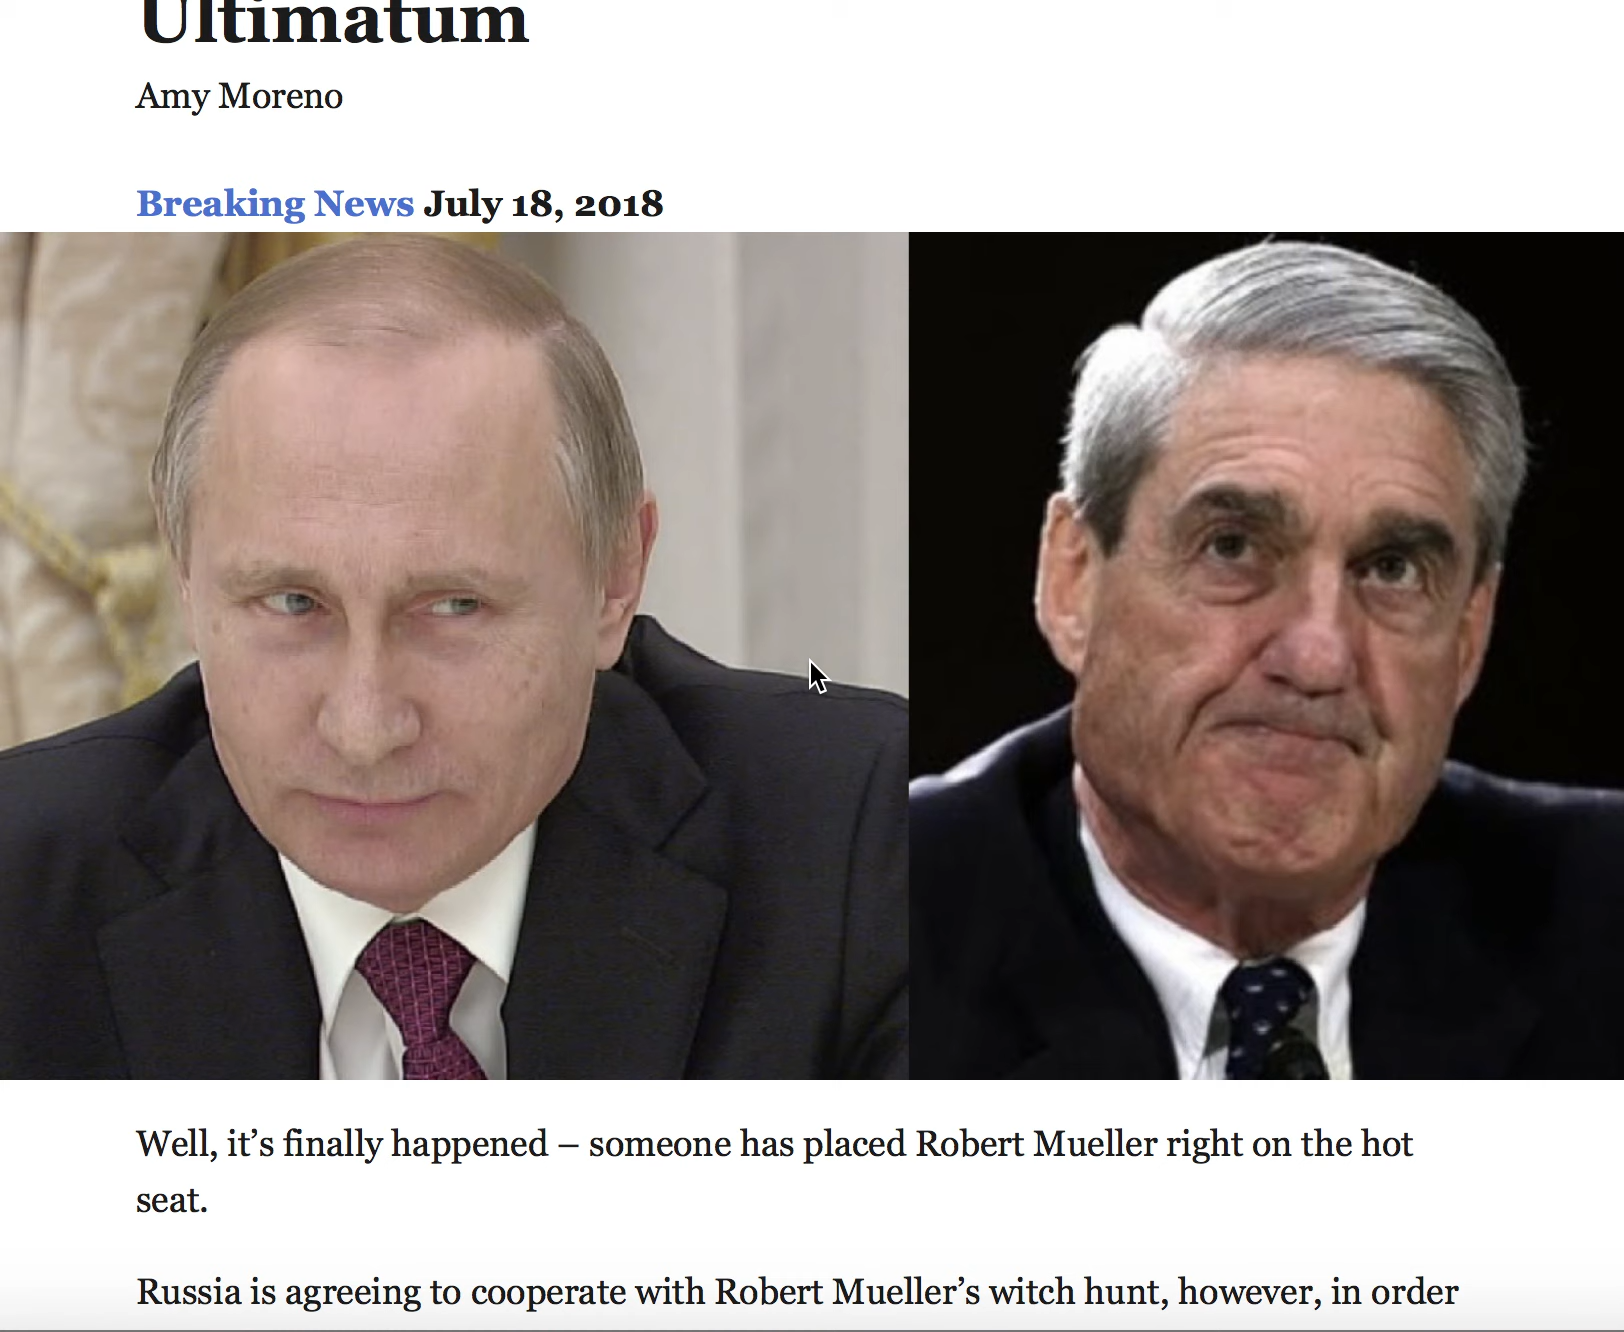 Ultimatum
Amy Moreno
Breaking News July 18, 2018
Well, it’s finally happened – someone has placed Robert Mueller right on the hot
seat.
Russia is agreeing to cooperate with Robert Mueller’s witch hunt, however, in order